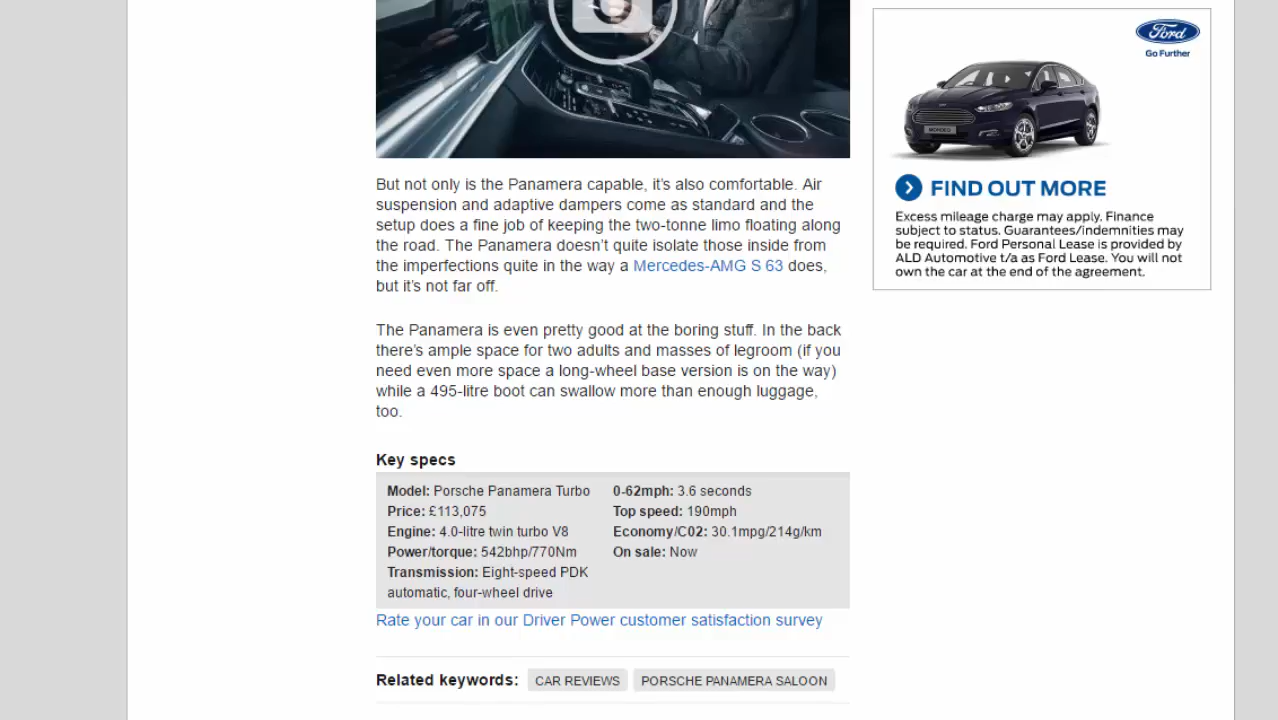 But not only is the Panamera capable, it's also comfortable. Air
suspension and adaptive dampers come as standard and the
setup does a fine job of keeping the two-tonne limo floating along
the road. The Panamera doesn't quite isolate those inside from
the imperfections quite in the way a Mercedes-AMG S 63 does,
but it's not far off.
The Panamera is even pretty good at the boring stuff. In the back
there's ample space for two adults and masses of legroom (if you
need even more space a long-wheel base version is on the way)
while a 495-litre boot can swallow more than enough luggage,
too.
Key specs
Model: Porsche Panamera Turbo
Price: £113,075
Engine: 4.0-litre twin turbo V8
Power/torque: 542bhp/770Nm
Transmission: Eight-speed PDK
automatic, four-wheel drive
0-62mph: 3.6 seconds
Top speed: 190mph
Economy/C02: 30.1mpg/214g/km
On sale: Now
Rate your car in our Driver Power customer satisfaction survey
Related keywords: CAR REVIEWS PORSCHE PANAMERA SALOON
Ford
Go Further
MONDEO
FIND OUT MORE
Excess mileage charge may apply. Finance
subject to status. Guarantees/indemnities may
be required. Ford Personal Lease is provided by
ALD Automotive t/a as Ford Lease. You will not
own the car at the end of the agreement.